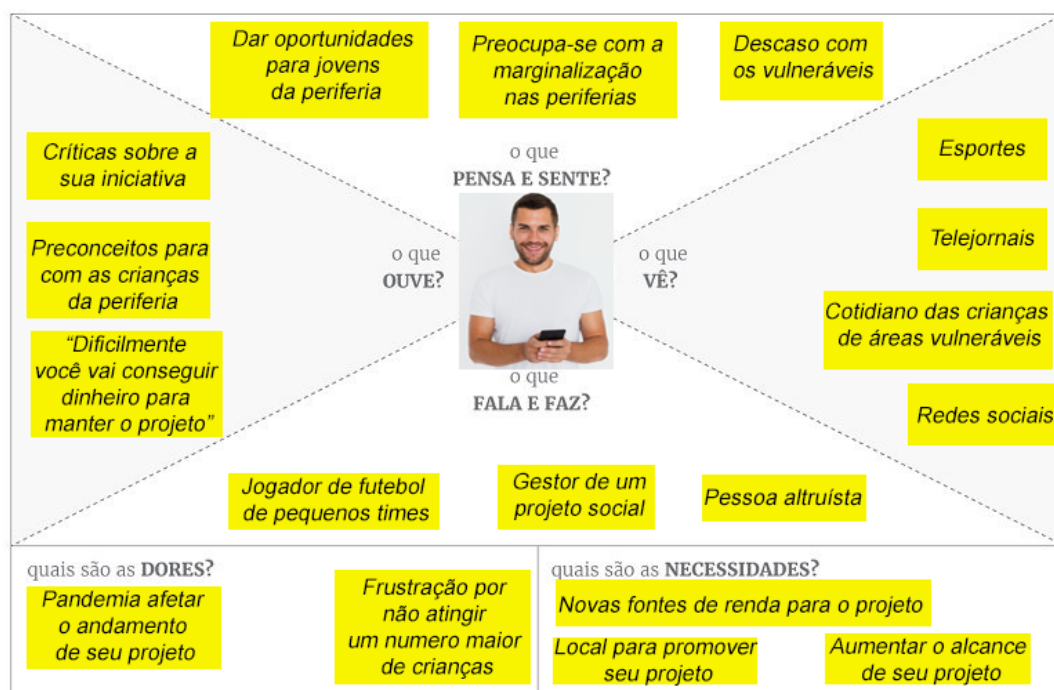 Dar oportunidades
para jovens
da periferia
Preocupa-se com a
marginalização
nas periferias
Descaso com
os vulneráveis
o que
PENSA E SENTE?
Críticas sobre a
sua iniciativa
Preconceitos para
com as crianças
da periferia
“Dificilmente
você vai conseguir
dinheiro para
manter o projeto”
o que
OUVE?
o que
VÊ?
Esportes
Telejornais
Cotidiano das crianças
de áreas vulneráveis
Redes sociais
o que
FALA E FAZ?
Jogador de futebol
de pequenos times
Gestor de um
projeto social
Pessoa altruísta
quais são as DORES?
Pandemia afetar
o andamento
de seu projeto
Frustração por
não atingir
um numero maior
de crianças
quais são as NECESSIDADES?
Novas fontes de renda para o projeto
Local para promover
seu projeto
Aumentar o alcance
de seu projeto